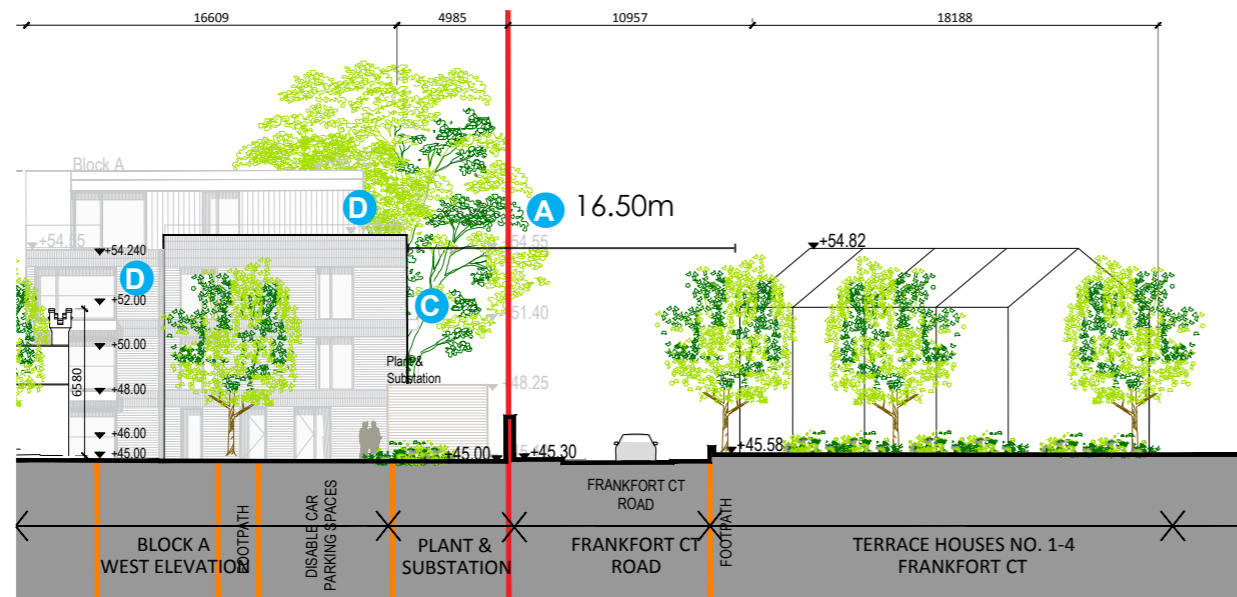 16609
4985
10957
18188
Block A
D
A
16.50m
+54.55
+54.240
+54.55
+54.82
D
+52.00
C
+51.40
+50.00
Plant &
Substation
6580
+48.00
+48.25
+46.00
+45.00
+45.00
+45.30
+45.58
FRANKFORT CT
ROAD
FOOTPATH
DISABLE CAR
PARKING SPACES
FOOTPATH
BLOCK A
WEST ELEVATION
PLANT &
SUBSTATION
FRANKFORT CT
ROAD
TERRACE HOUSES NO. 1-4
FRANKFORT CT